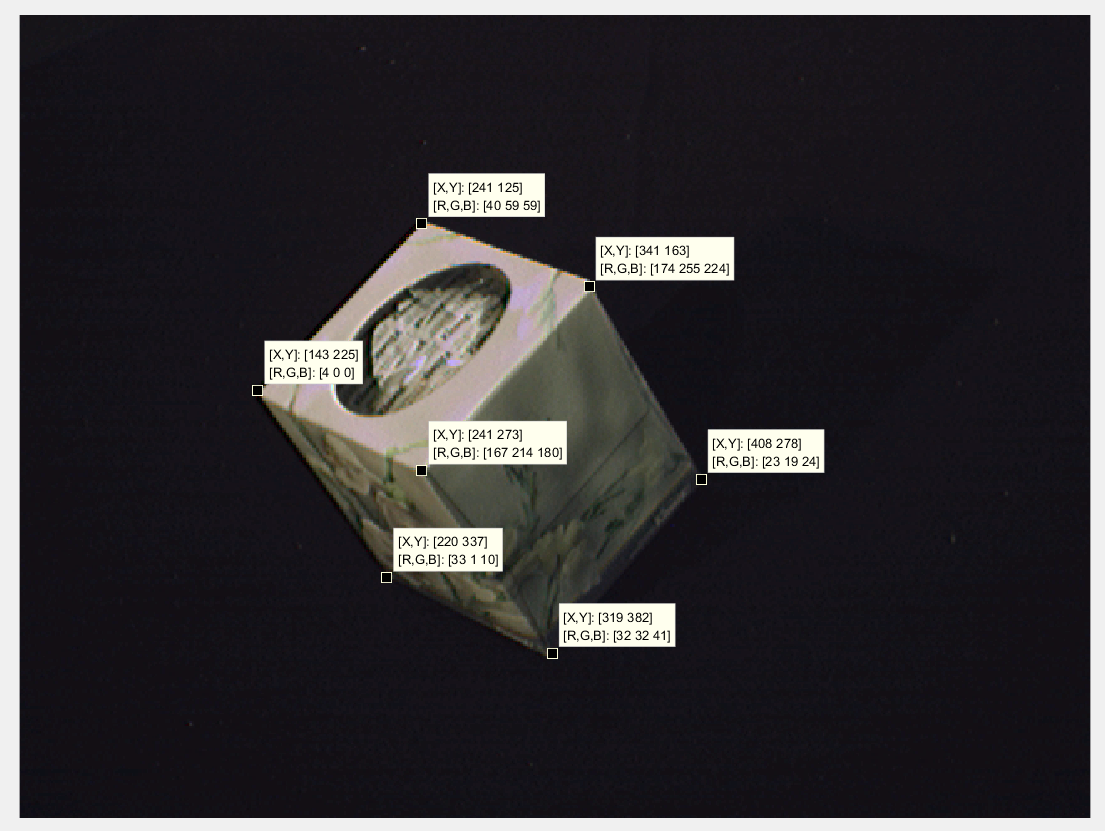 [X,Y]: [241 125]
[R,G,B]: [40 59 59]
[X,Y]: [341 163]
[R,G,B]: [174 255 224]
[X,Y]: [143 225]
[R,G,B]: [4 0 0]
[X,Y]: [241 273]
[R,G,B]: [167 214 180]
[X,Y]: [408 278]
[R,G,B]: [23 19 24]
[X,Y]: [220 337]
[R,G,B]: [33 1 10]
[X,Y]: [319 382]
[R,G,B]: [32 32 41]